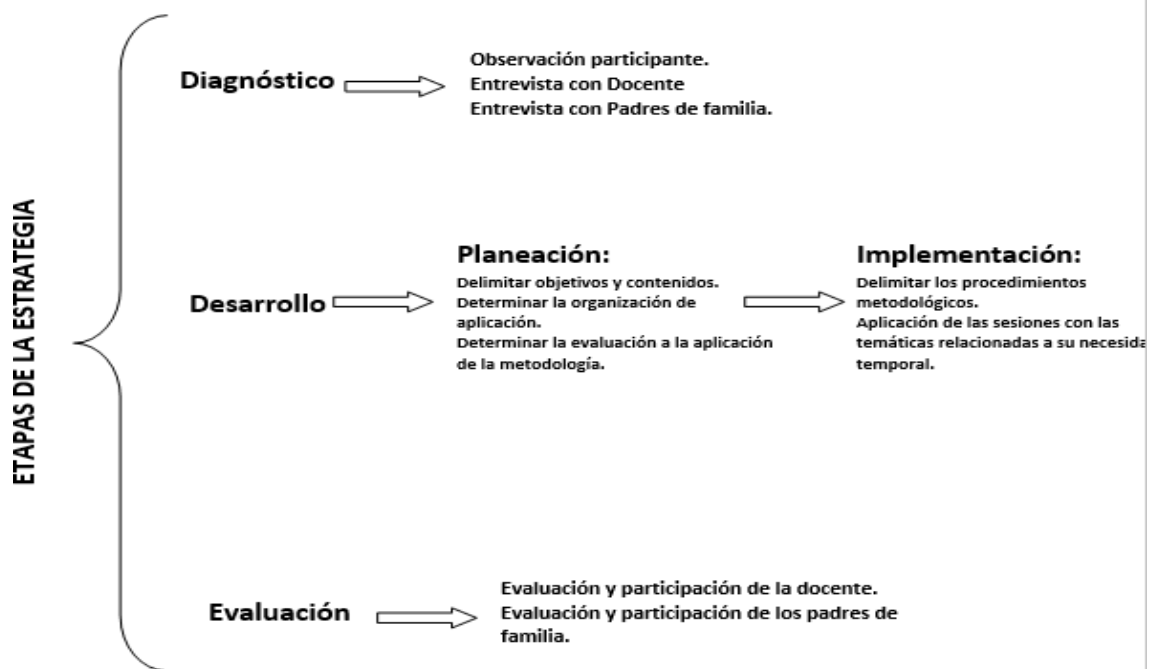 ETAPAS DE LA ESTRATEGIA
Diagnóstico
Observación participante.
Entrevista con Docente
Entrevista con Padres de familia.
Desarrollo
Planeación:
Delimitar objetivos y contenidos.
Determinar la organización de
aplicación.
Determinar la evaluación a la aplicación
de la metodología.
Implementación:
Delimitar los procedimientos
metodológicos.
Aplicación de las sesiones con las
temáticas relacionadas a su
temporal.
Evaluación
Evaluación y participación de la docente.
Evaluación y participación de los padres de
familia.